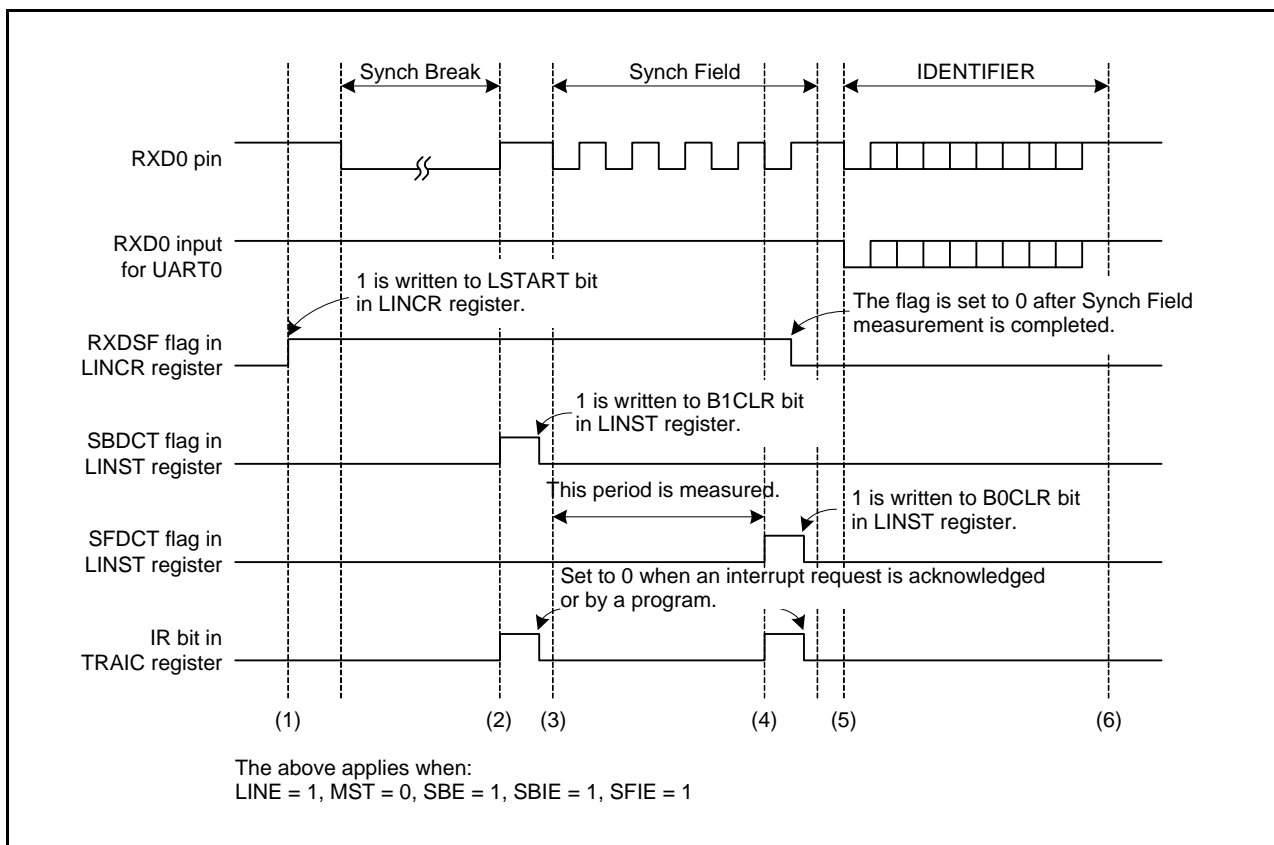 Synch Break
Synch Field
IDENTIFIER
RXD0 pin
RXD0 input
for UART0
1 is written to LSTART bit
in LINCR register.
The flag is set to 0 after Synch Field
measurement is completed.
RXDSF flag in
LINCR register
1 is written to B1CLR bit
in LINST register.
SBDCT flag in
LINST register
This period is measured.
1 is written to B0CLR bit
in LINST register.
SFDCT flag in
LINST register
Set to 0 when an interrupt request is acknowledged
or by a program.
IR bit in
TRAIC register
(1) (2) (3) (4) (5) (6)
The above applies when:
LINE = 1, MST = 0, SBE = 1, SBIE = 1, SFIE = 1